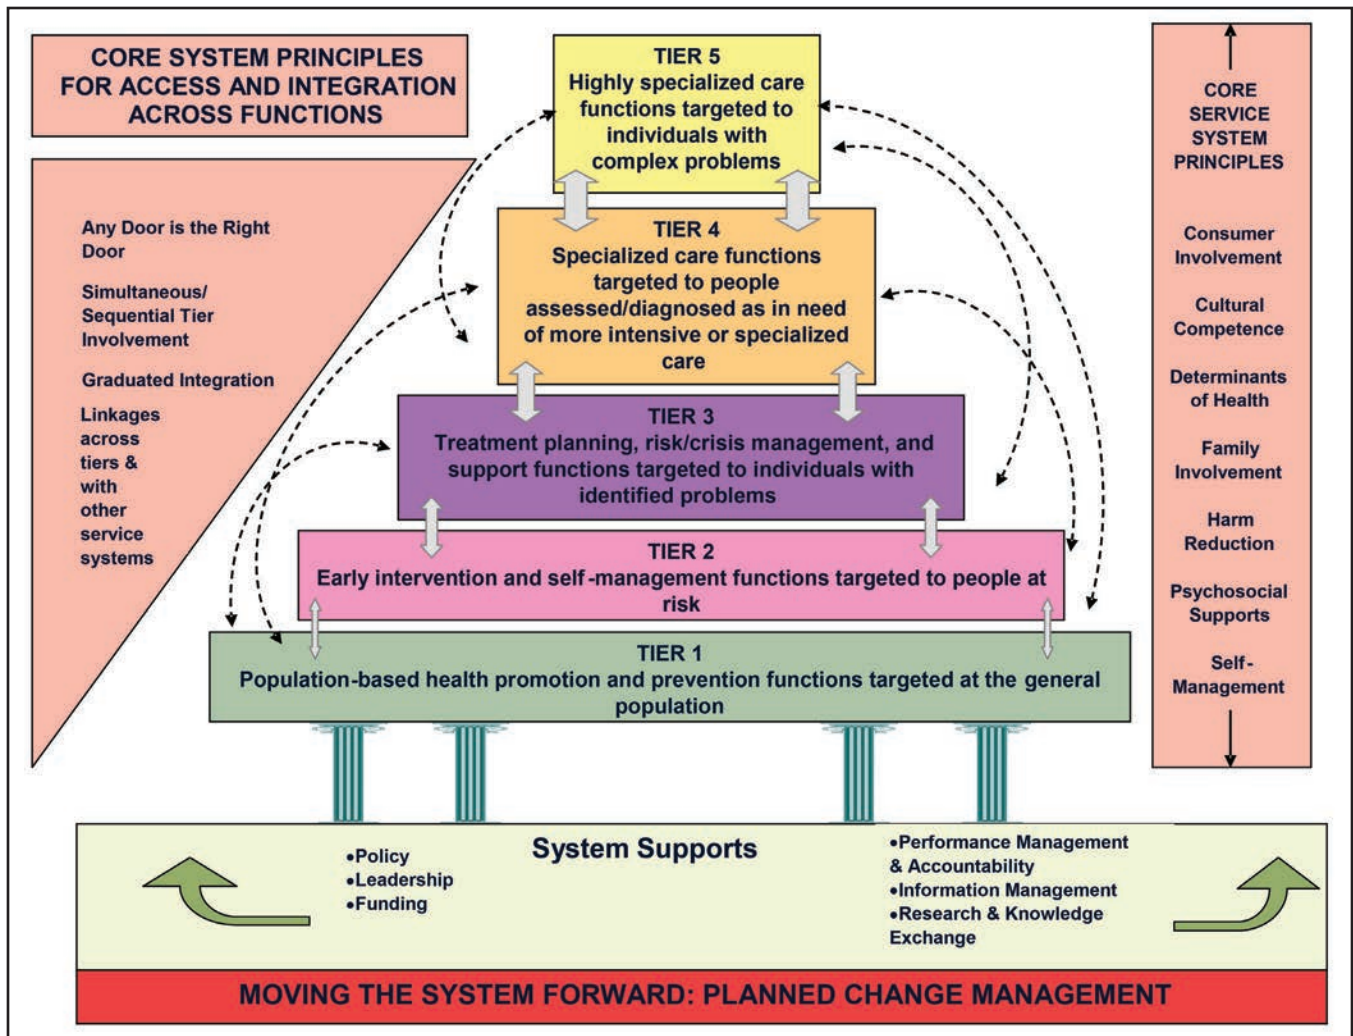 CORE SYSTEM PRINCIPLES
FOR ACCESS AND INTEGRATION
ACROSS FUNCTIONS
Any Door is the Right
Door
Simultaneous/
Sequential Tier
Involvement
Graduated Integration
Linkages
across
tiers &
with
other
service
systems
TIER 5
Highly specialized care
functions targeted to
individuals with
complex problems
TIER 4
Specialized care functions
targeted to people
assessed/diagnosed as in need
of more intensive or specialized
care
TIER 3
Treatment planning, risk/crisis management, and
support functions targeted to individuals with
identified problems
TIER 2
Early intervention and self-management functions targeted to people at
risk
TIER 1
Population-based health promotion and prevention functions targeted at the general
population
CORE
SERVICE
SYSTEM
PRINCIPLES
Consumer
Involvement
Cultural
Competence
Determinants
of Health
Family
Involvement
Harm
Reduction
Psychosocial
Supports
Self-
Management
System Supports
•Policy
•Leadership
•Funding
•Performance Management
& Accountability
•Information Management
•Research & Knowledge
Exchange
MOVING THE SYSTEM FORWARD: PLANNED CHANGE MANAGEMENT